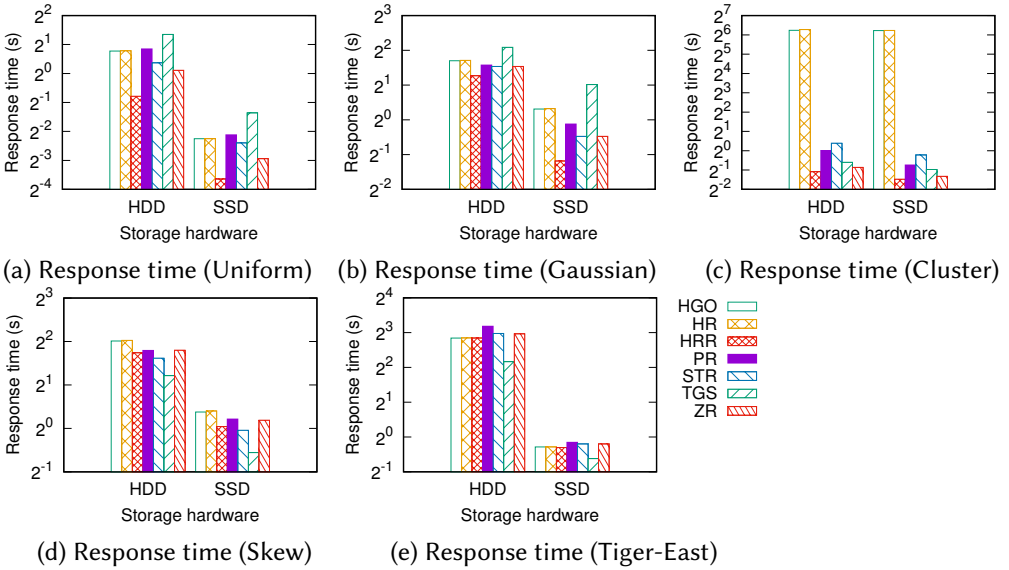 Response time (s)
2^2
2^1
2^0
2^-1
2^-2
2^-3
2^-4
HDD SSD
Storage hardware
(a) Response time (Uniform)
Response time (s)
2^3
2^2
2^1
2^0
2^-1
2^-2
HDD SSD
Storage hardware
(b) Response time (Gaussian)
Response time (s)
2^7
2^6
2^5
2^4
2^3
2^2
2^1
2^0
2^-1
2^-2
HDD SSD
Storage hardware
(c) Response time (Cluster)
Response time (s)
2^3
2^2
2^1
2^0
2^-1
HDD SSD
Storage hardware
(d) Response time (Skew)
Response time (s)
2^4
2^3
2^2
2^1
2^0
2^-1
HDD SSD
Storage hardware
(e) Response time (Tiger-East)
HGO
HR
HRR
PR
STR
TGS
ZR